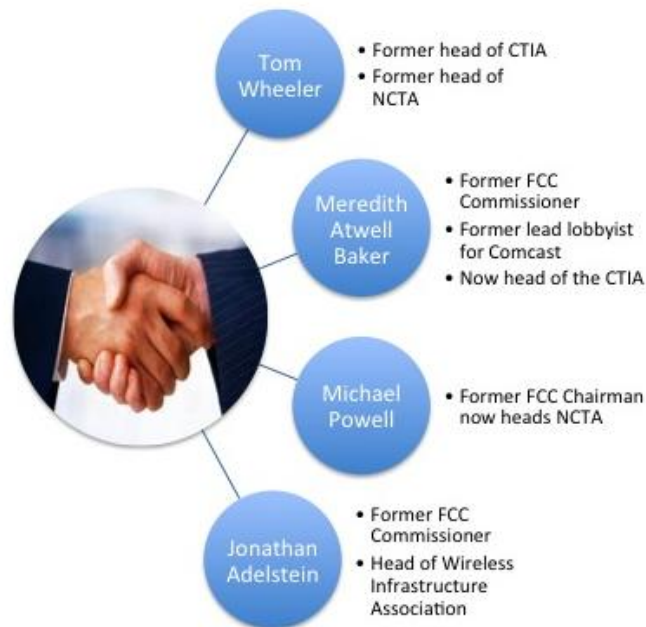 Tom
Wheeler
• Former head of CTIA
• Former head of
NCTA
Meredith
Atwell
Baker
• Former FCC
Commissioner
• Former lead lobbyist
for Comcast
• Now head of the CTIA
Michael
Powell
• Former FCC Chairman
now heads NCTA
Jonathan
Adelstein
• Former FCC
Commissioner
• Head of Wireless
Infrastructure
Association